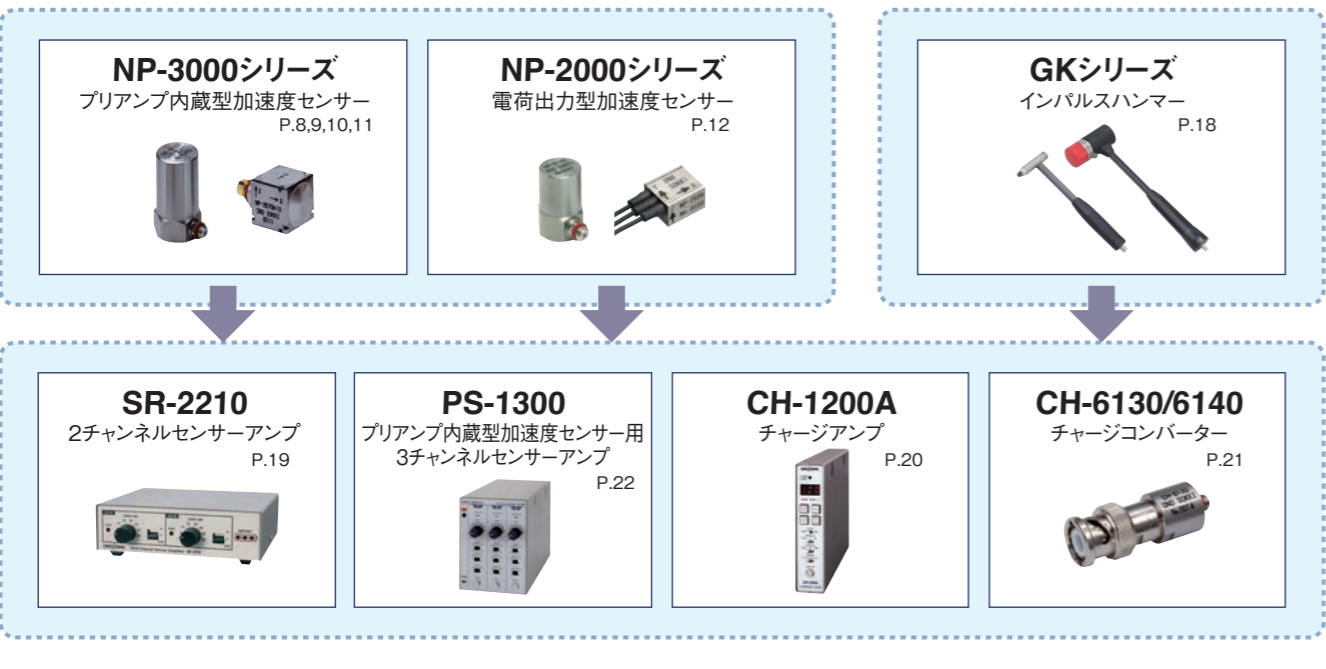 NP-3000シリーズ
プリアンプ内蔵型加速度センサー
P.8,9,10,11
NP-2000シリーズ
電荷出力型加速度センサー
P.12
GKシリーズ
インパルスハンマー
P.18
SR-2210
2チャンネルセンサーアンプ
P.19
PS-1300
プリアンプ内蔵型加速度センサー用
3チャンネルセンサーアンプ
P.22
CH-1200A
チャージアンプ
P.20
CH-6130/6140
チャージコンバーター
P.21